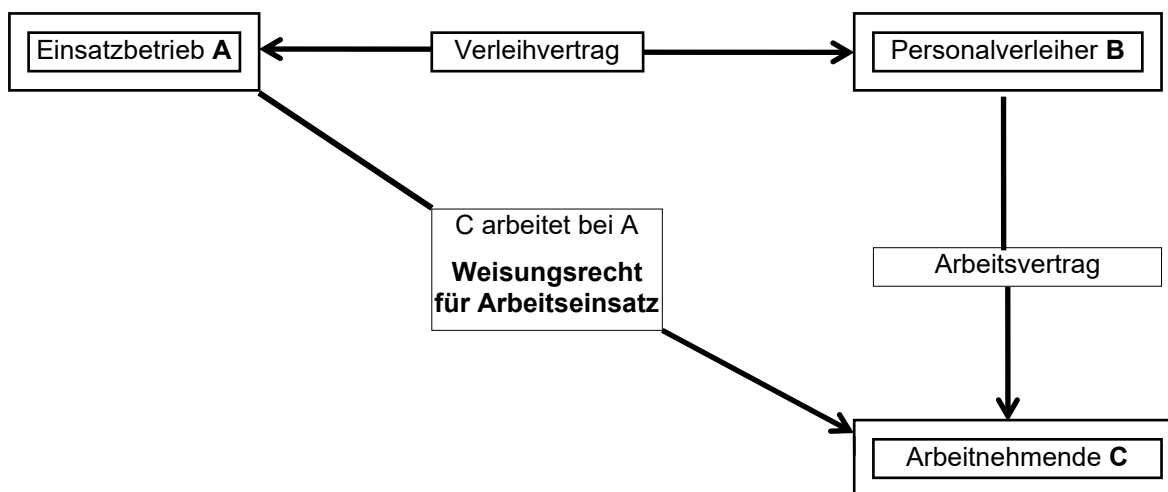 Einsatzbetrieb A
Verleihvertrag
Personalverleiher B
C arbeitet bei A
Weisungsrecht
für Arbeitseinsatz
Arbeitsvertrag
Arbeitnehmende C